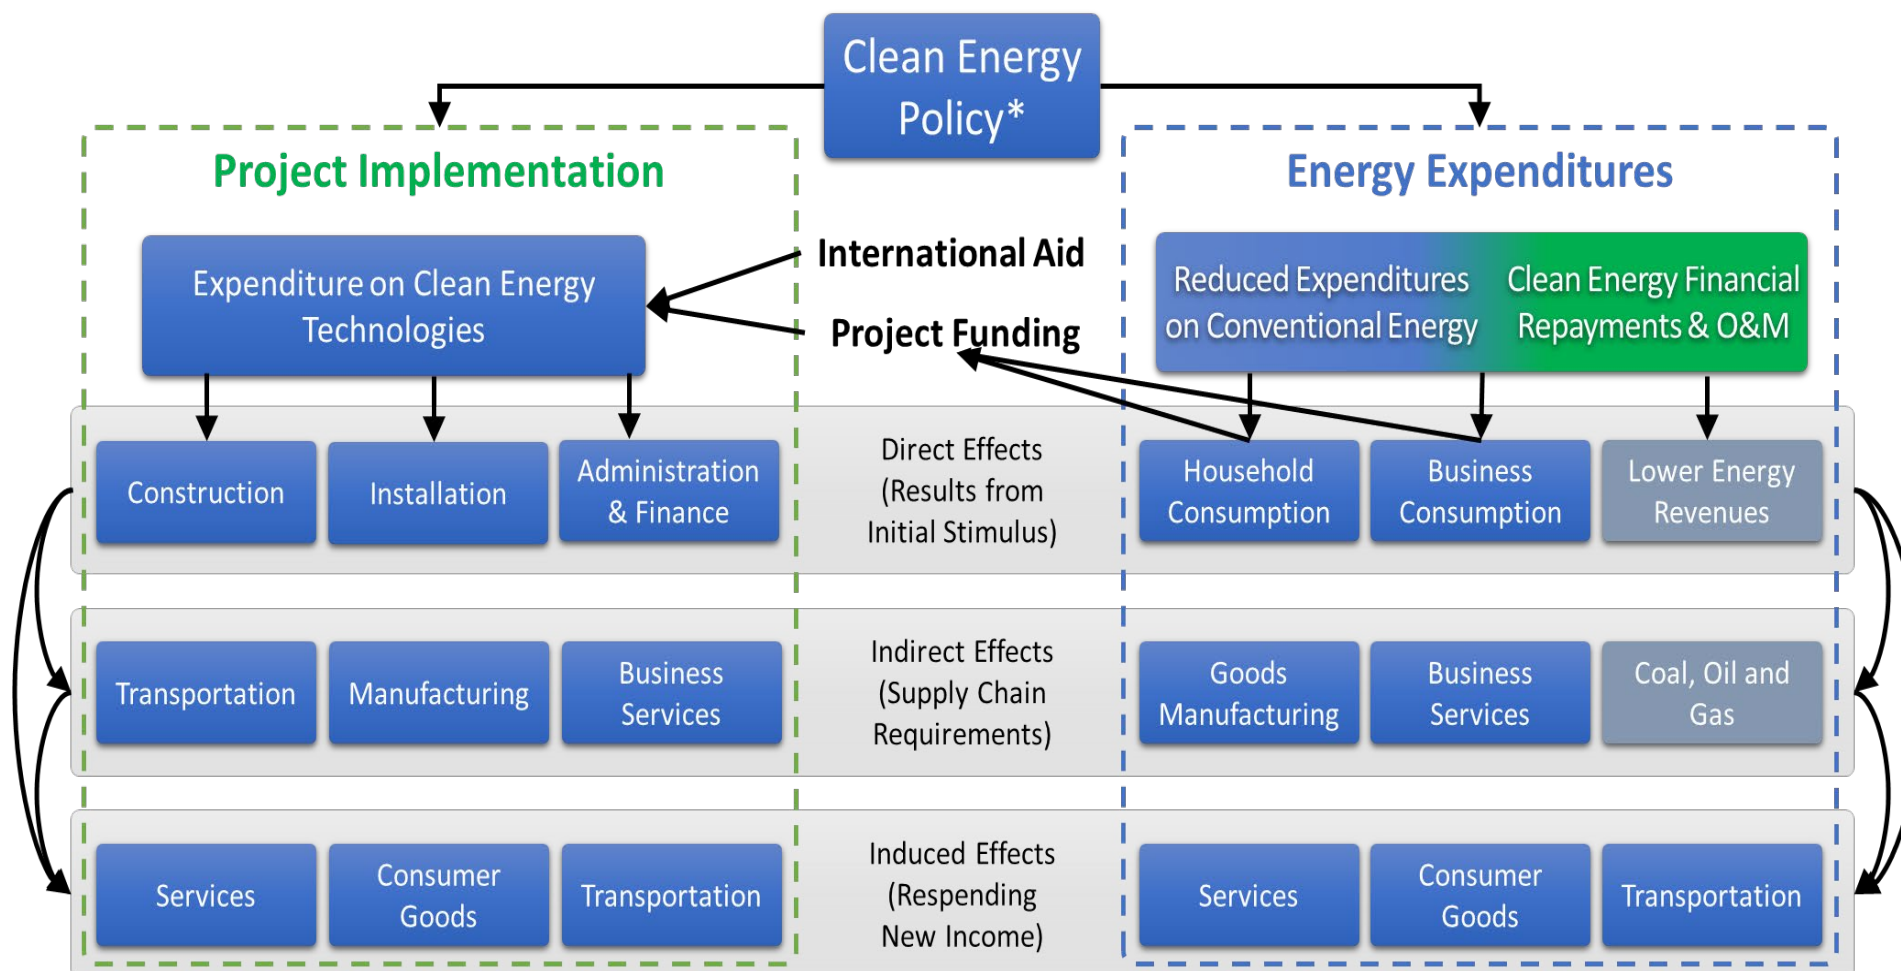 Clean Energy
Policy*
Project Implementation
Expenditure on Clean Energy
Technologies
International Aid
Project Funding
Energy Expenditures
Reduced Expenditures
on Conventional Energy
Clean Energy Financial
Repayments & O&M
Construction
Installation
Administration
& Finance
Direct Effects
(Results from
Initial Stimulus)
Household
Consumption
Business
Consumption
Lower Energy
Revenues
Transportation
Manufacturing
Business
Services
Indirect Effects
(Supply Chain
Requirements)
Goods
Manufacturing
Business
Services
Coal, Oil and
Gas
Services
Consumer
Goods
Transportation
Induced Effects
(Respending
New Income)
Services
Consumer
Goods
Transportation